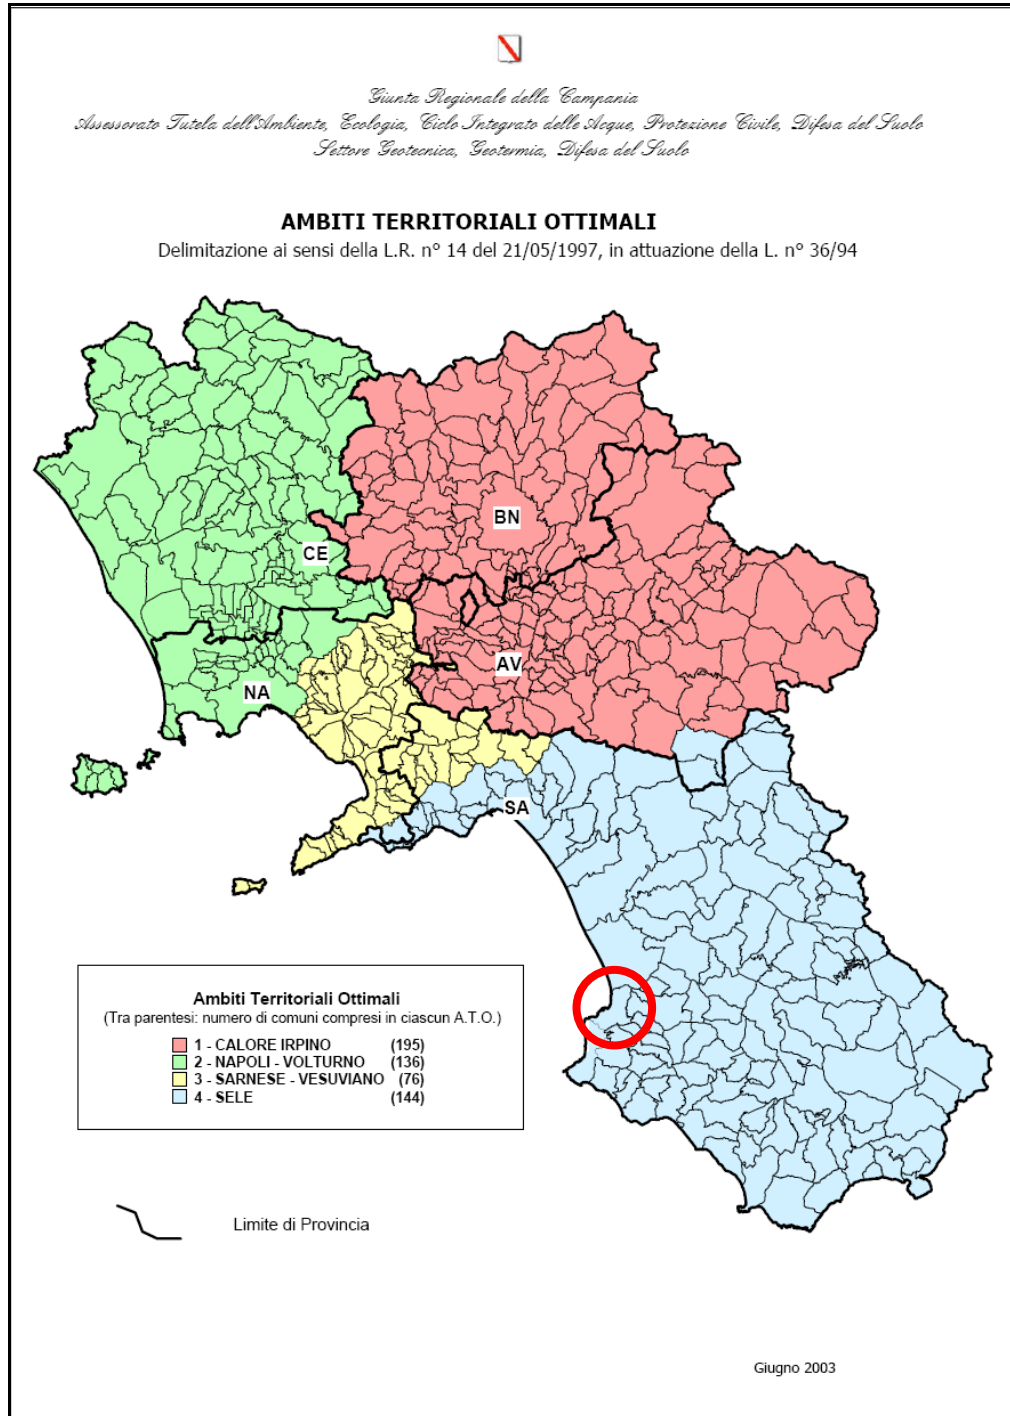 Giunta Regionale della Campania
Assessorato Tutela dell'Ambiente, Ecologia, Ciclo Integrato delle Acque, Protezione Civile, Difesa del Suolo
Settore Geotecnica, Geotermia, Difesa del Suolo
AMBITI TERRITORIALI OTTIMALI
Delimitazione ai sensi della L.R. n° 14 del 21/05/1997, in attuazione della L. n° 36/94
BN
CE
AV
NA
SA
Ambiti Territoriali Ottimali
(Tra parentesi: numero di comuni compresi in ciascun A.T.O.)
1 - CALORE IRPINO (195)
2 - NAPOLI - VOLTURNO (136)
3 - SARNESE - VESUVIANO (76)
4 - SELE (144)
Limite di Provincia
Giugno 2003